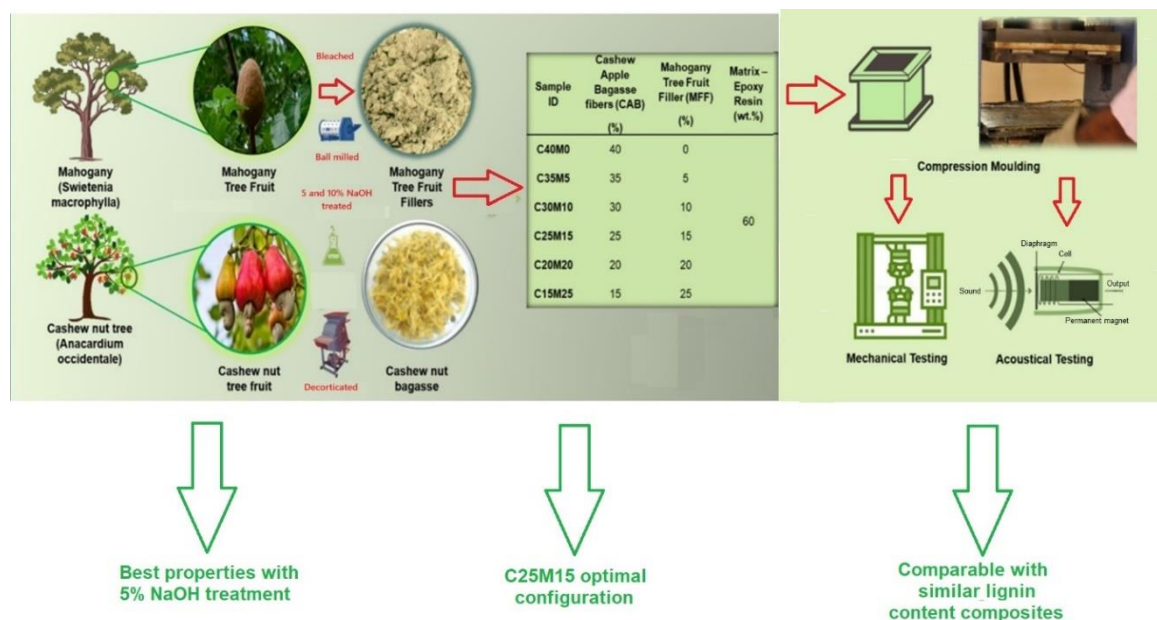 Mahogany
(Swietenia
macrophylla)
Mahogany
Tree Fruit
Bleached
Ball milled
5 and 10% NaOH
treated
Mahogany
Tree Fruit
Fillers
Cashew nut tree
(Anacardium
occidentale)
Cashew nut
tree fruit
Decorticated
Cashew nut
bagasse
Sample
ID
Cashew
Apple
Bagasse
fibers (CAB)
(%)
Mahogany
Tree Fruit
Filler (MFF)
(%)
Matrix –
Epoxy
Resin
(wt.%)
C40M0 40 0
C35M5 35 5
C30M10 30 10
60
C25M15 25 15
C20M20 20 20
C15M25 15 25
Compression Moulding
Mechanical Testing
Diaphragm
Cell
Sound
Output
Permanent magnet
Acoustical Testing
Best properties with
5% NaOH treatment
C25M15 optimal
configuration
Comparable with
similar lignin
content composites